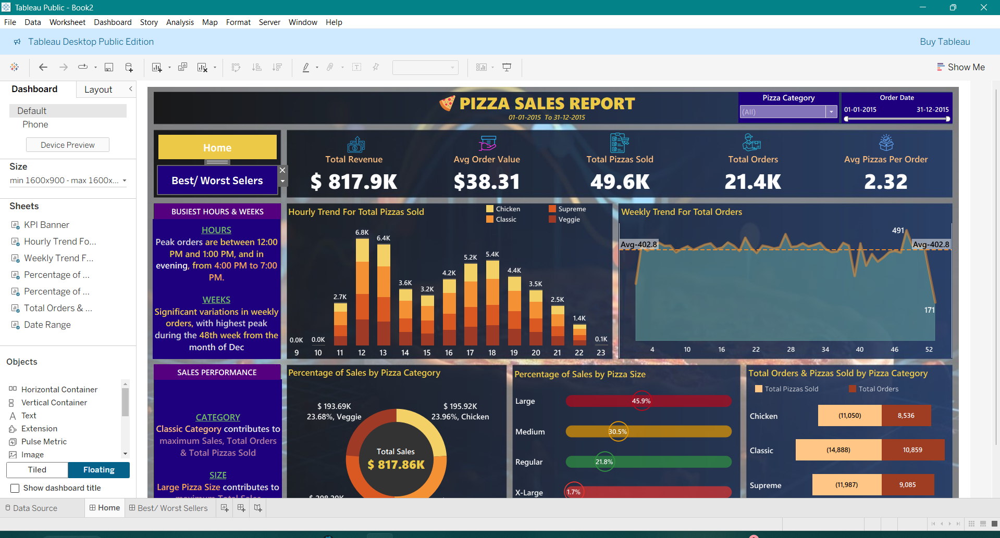 Tableau Public - Book2
File Data Worksheet Dashboard Story Analysis Map Format Server Window Help
Tableau Desktop Public Edition
Buy Tableau
Show Me
Dashboard
Layout
Default
Phone
Device Preview
Size
min 1600x900 - max 1600x...
Sheets
KPI Banner
Hourly Trend Fo...
Weekly Trend F...
Percentage of ...
Percentage of ...
Total Orders & ...
Date Range
Objects
Horizontal Container
Vertical Container
Text
Extension
Pulse Metric
Image
Tiled
Floating
Show dashboard title
PIZZA SALES REPORT
01-01-2015 To 31-12-2015
Pizza Category
(All)
Order Date
01-01-2015 31-12-2015
Home
Best/ Worst Selers
Total Revenue
$ 817.9K
Avg Order Value
$38.31
Total Pizzas Sold
49.6K
Total Orders
21.4K
Avg Pizzas Per Order
2.32
BUSIEST HOURS & WEEKS
HOURS
Peak orders are between 12:00
PM and 1:00 PM, and in
evening, from 4:00 PM to 7:00
PM.
WEEKS
Significant variations in weekly
orders, with highest peak
during the 48th week from the
month of Dec
Hourly Trend For Total Pizzas Sold
Chicken Supreme
Classic Veggie
0.0K 0.0K 2.7K 6.8K 6.4K 3.6K 3.2K 4.2K 5.2K 5.4K 4.4K 3.5K 2.5K 1.4K 0.1K
9 10 11 12 13 14 15 16 17 18 19 20 21 22 23
Weekly Trend For Total Orders
491
Avg-402.8 Avg-402.8
171
4 10 16 22 28 34 40 46 52
SALES PERFORMANCE
CATEGORY
Classic Category contributes to
maximum Sales, Total Orders
& Total Pizzas Sold
SIZE
Large Pizza Size contributes to
maximum Total Sales
Percentage of Sales by Pizza Category
$ 193.69K
23.68%, Veggie
$ 195.92K
23.96%, Chicken
Total Sales
$ 817.86K
$ 208.20K
Percentage of Sales by Pizza Size
Large 45.9%
Medium 30.5%
Regular 21.8%
X-Large 1.7%
Total Orders & Pizzas Sold by Pizza Category
Total Pizzas Sold Total Orders
Chicken (11,050) 8,536
Classic (14,888) 10,859
Supreme (11,987) 9,085
Data Source
Home
Best/ Worst Sellers